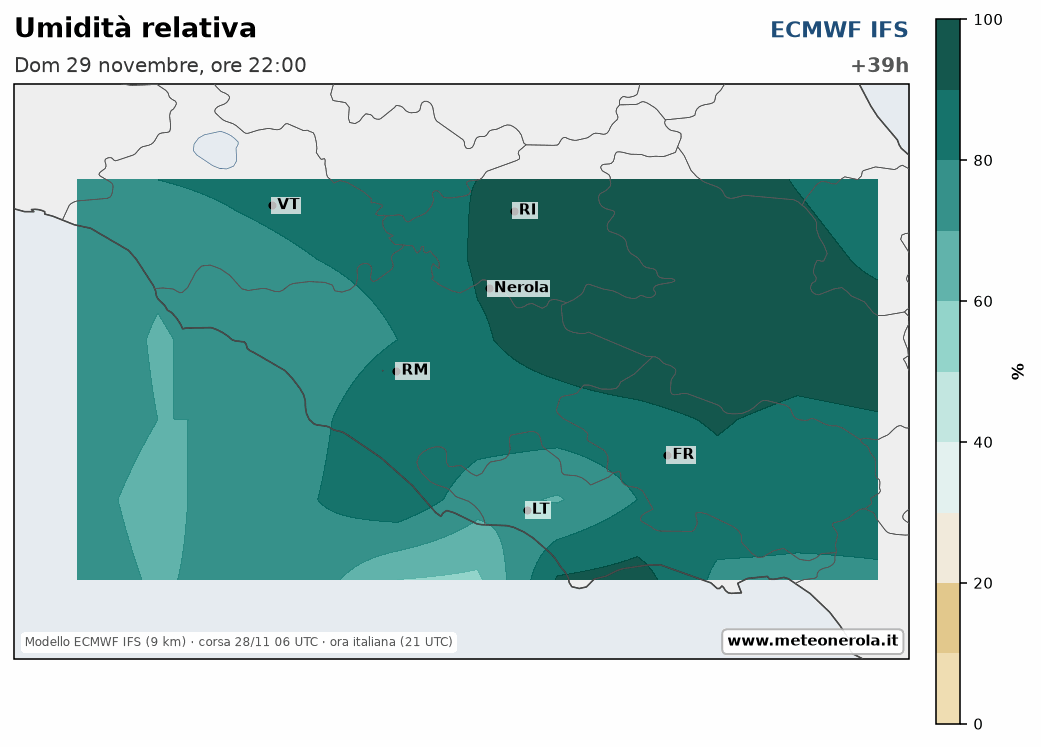 Umidità relativa
ECMWF IFS
Dom 29 novembre, ore 22:00
+39h
100
80
60
40
20
0
%
VT
RI
Nerola
RM
FR
LT
Modello ECMWF IFS (9 km) · corsa 28/11 06 UTC · ora italiana (21 UTC)
www.meteonerola.it